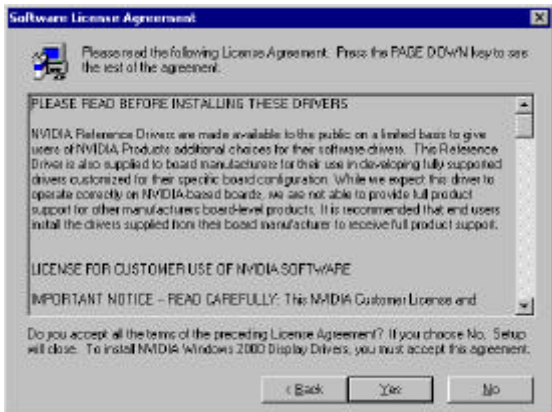 Software License Agreement
Please read the following License Agreement. Press the PAGE DOWN key to see
the rest of the agreement.
PLEASE READ BEFORE INSTALLING THESE DRIVERS
NVIDIA Reference Drivers are made available to the public on a limited basis to give
users of NVIDIA Products additional choices for their software drivers. This Reference
Driver is also supplied to board manufacturers for their use in developing fully supported
drivers customized for their specific board configuration. While we expect this driver to
operate correctly on NVIDIA-based boards, we are not able to provide full product
support for other manufacturers board-level products. It is recommended that end users
install the drivers supplied from their board manufacturer to receive full product support.
LICENSE FOR CUSTOMER USE OF NVIDIA SOFTWARE
IMPORTANT NOTICE -- READ CAREFULLY: This NVIDIA Customer License and
Do you accept all the terms of the preceding License Agreement? If you choose No, Setup
will close. To install NVIDIA Windows 2000 Display Drivers, you must accept this agreement.
< Back Yes No